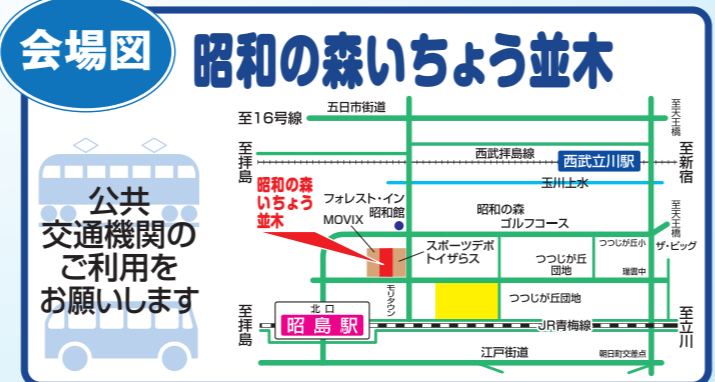 会場図
昭和の森いちょう並木
公共
交通機関の
ご利用を
お願いします
至16号線
五日市街道
至天王橋
至拝島
西武拝島線
西武立川駅
至新宿
玉川上水
昭和の森
いちょう
並木
フォレスト・イン
昭和館
MOVIX
昭和の森
ゴルフコース
至天王橋
スポーツデポ
トイザらス
つつじが丘
団地
つつじが丘小
ザ・ビッグ
瑞雲中
モリタウン
つつじが丘団地
至拝島
北口
昭島駅
JR青梅線
至立川
江戸街道
朝日町交差点